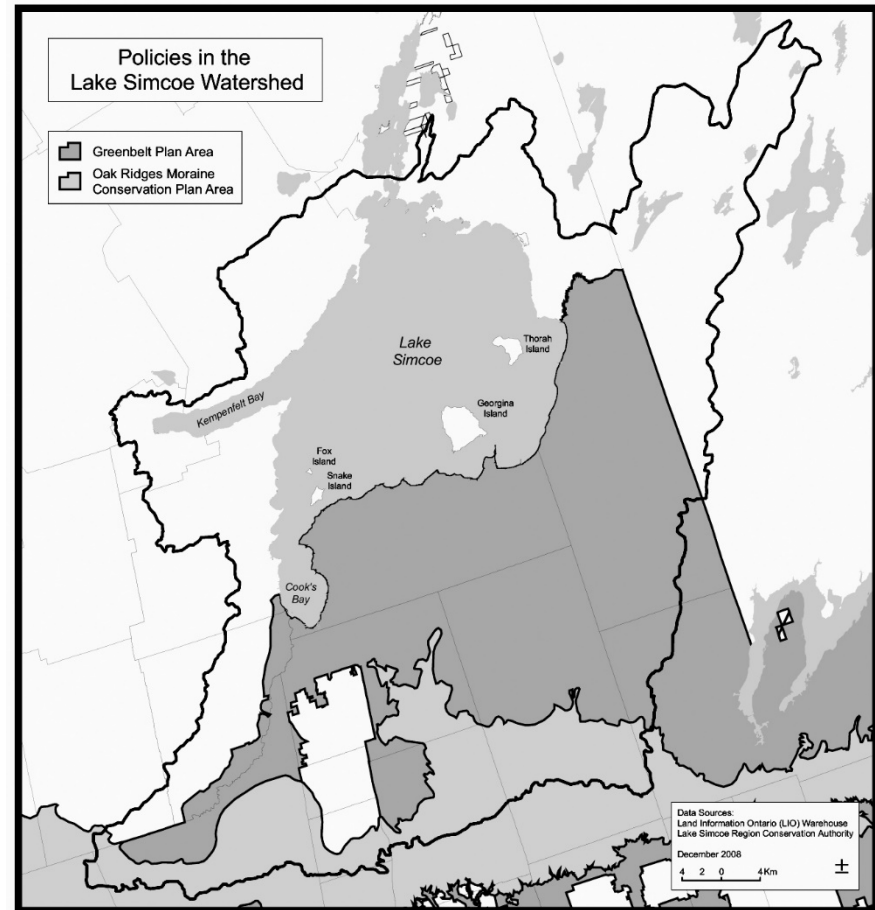 Policies in the
Lake Simcoe Watershed
Greenbelt Plan Area
Oak Ridges Moraine
Conservation Plan Area
Lake
Simcoe
Thorah
Island
Georgina
Island
Kempenfelt Bay
Fox
Island
Snake
Island
Cook's
Bay
Data Sources:
Land Information Ontario (LIO) Warehouse
Lake Simcoe Region Conservation Authority
December 2008
4 2 0 4 Km